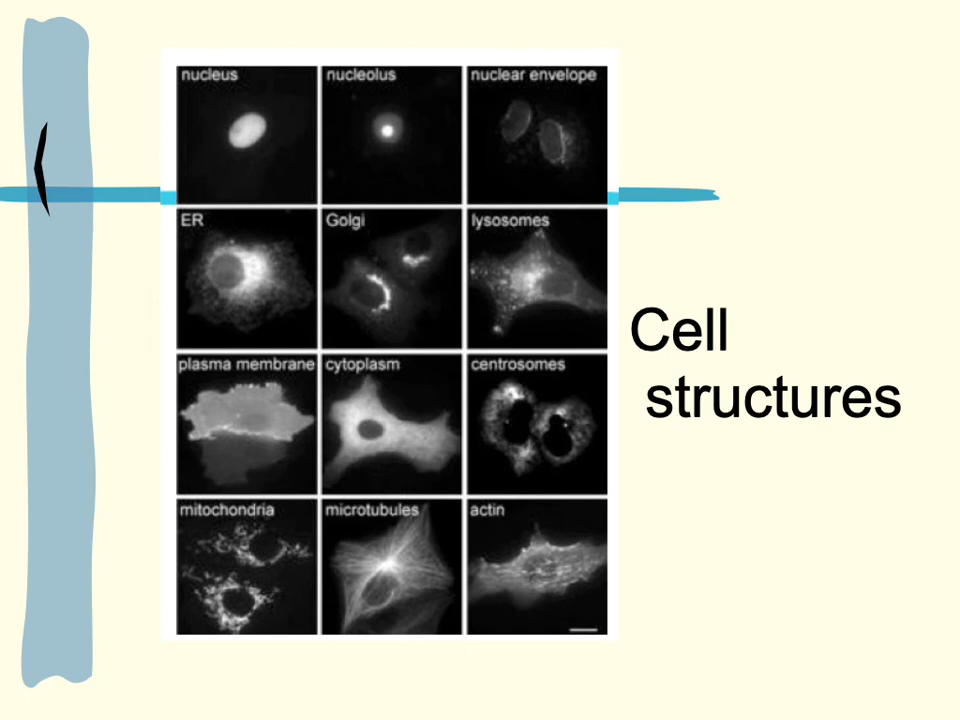 nucleus
nucleolus
nuclear envelope
ER
Golgi
lysosomes
plasma membrane
cytoplasm
centrosomes
mitochondria
microtubules
actin
Cell
structures